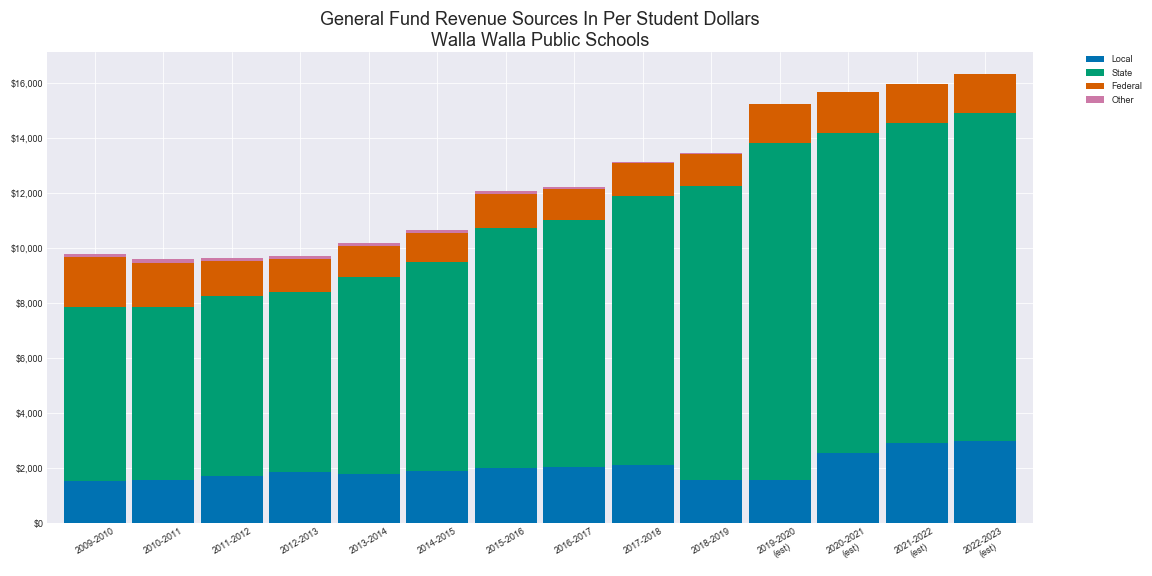 General Fund Revenue Sources In Per Student Dollars
Walla Walla Public Schools
Local
State
Federal
Other
$16,000
$14,000
$12,000
$10,000
$8,000
$6,000
$4,000
$2,000
$0
2009-2010
2010-2011
2011-2012
2012-2013
2013-2014
2014-2015
2015-2016
2016-2017
2017-2018
2018-2019
2019-2020
(est)
2020-2021
(est)
2021-2022
(est)
2022-2023
(est)